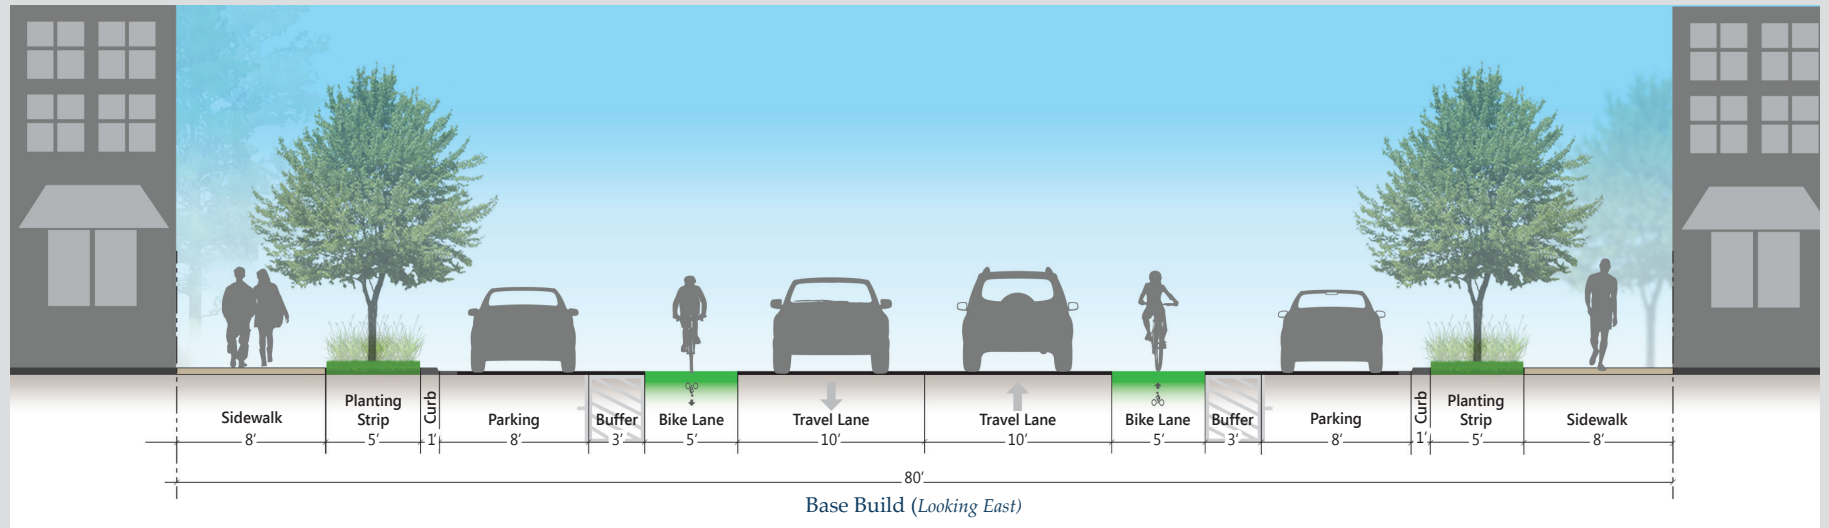 Sidewalk
8'
Planting
Strip
5'
Curb
1'
Parking
8'
Buffer
3'
Bike Lane
5'
Travel Lane
10'
Travel Lane
10'
Bike Lane
5'
Buffer
3'
Parking
8'
Curb
1'
Planting
Strip
5'
Sidewalk
8'
80'
Base Build (Looking East)